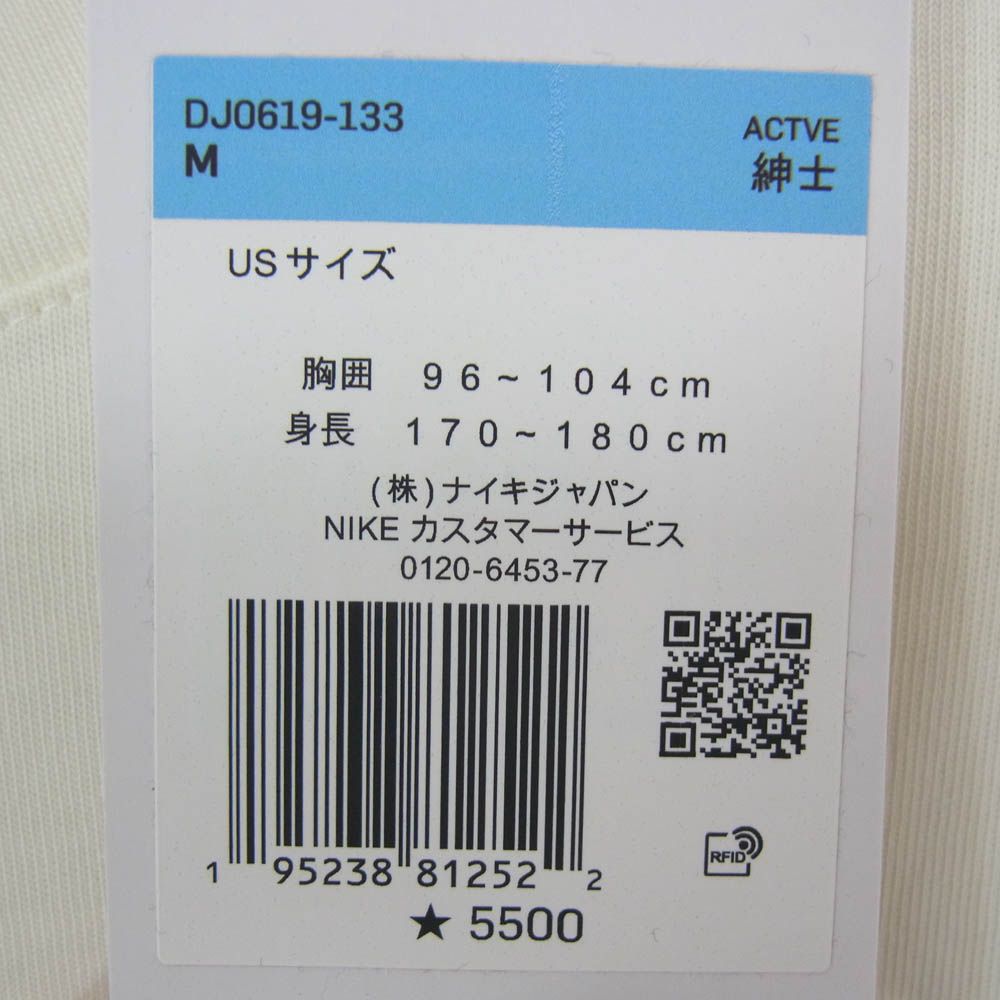 DJ0619-133
M
ACTVE
紳士
USサイズ
胸囲 96~104cm
身長 170~180cm
(株)ナイキジャパン
NIKE カスタマーサービス
0120-6453-77
1 95238 81252 2
RFID
★ 5500